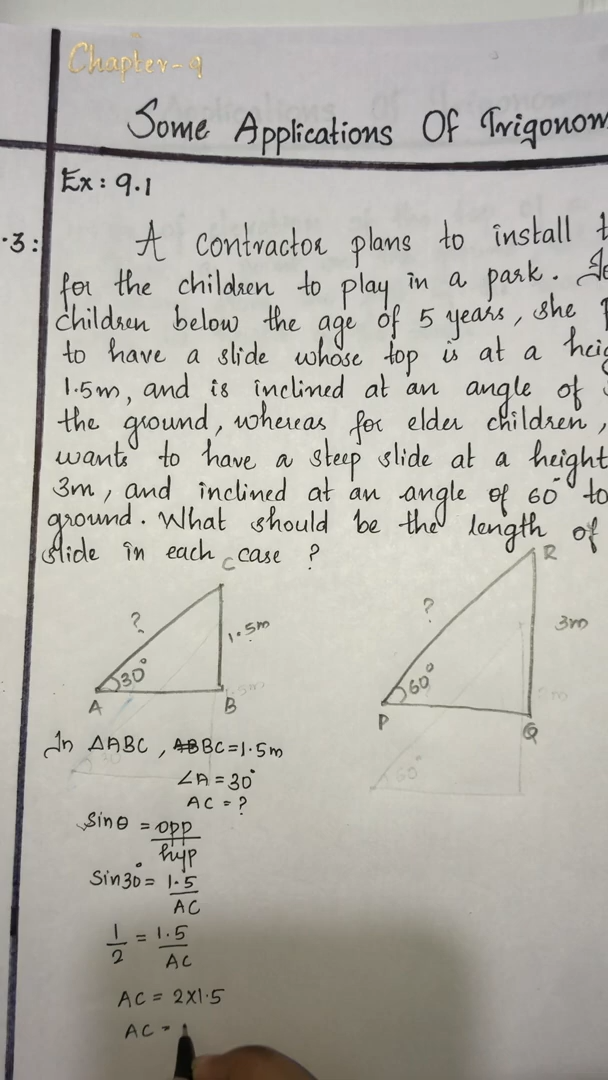 Chapter-9
Some Applications Of Trigonom
Ex: 9.1
·3: A contractor plans to install t
for the children to play in a park.
children below the age of 5 years, she
to have a slide whose top is at a heig
1.5m, and is inclined at an angle of
the ground, whereas for elder children,
wants to have a steep slide at a height
3m, and inclined at an angle of 60° to
ground. What should be the length of
slide in each case ?
C
?
1.5m
30°
A
B
R
?
3m
60°
P
Q
In △ABC, BC=1.5m
∠A = 30°
AC = ?
Sinθ = opp
hyp
Sin30° = 1.5
AC
1/2 = 1.5
AC
AC = 2×1.5
AC =